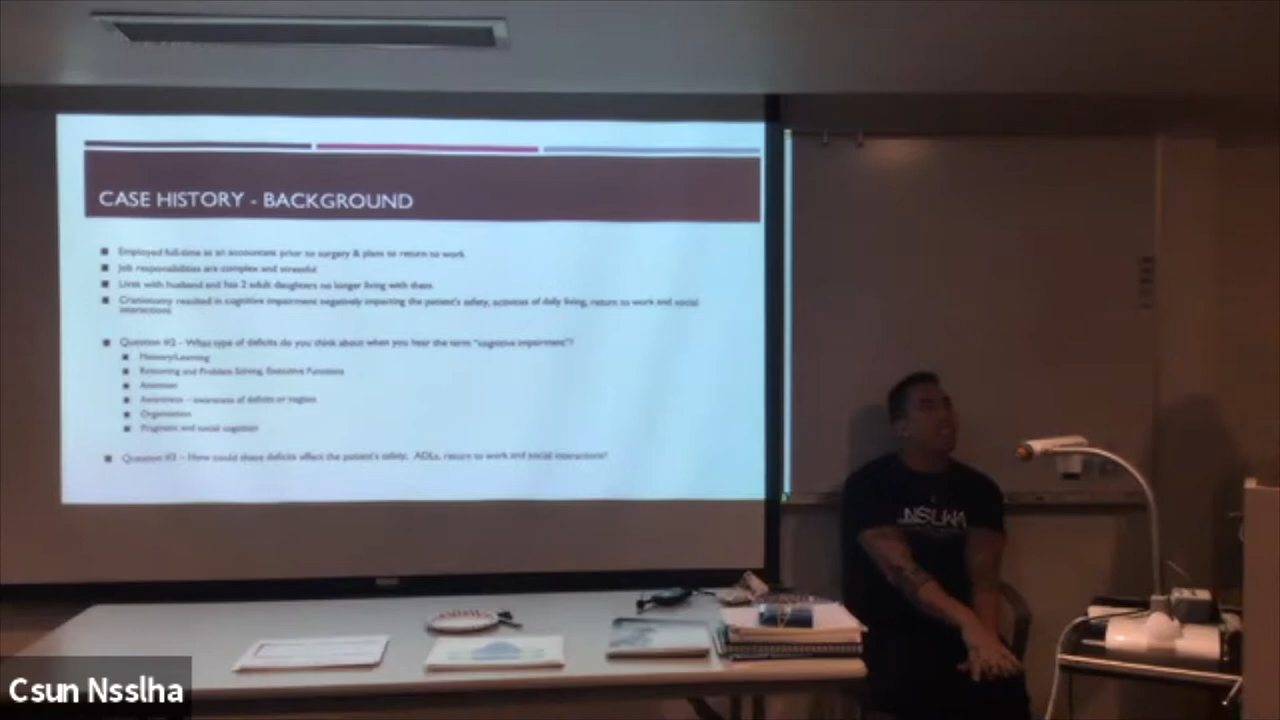 CASE HISTORY - BACKGROUND
Employed full-time as an accountant prior to surgery & plans to return to work.
Job responsibilities are complex and stressful
Lives with husband and has 2 adult daughters no longer living with them.
Craniotomy resulted in cognitive impairment negatively impacting the patient's safety, activities of daily living, return to work and social
interactions
Question #2 - What type of deficits do you think about when you hear the term "cognitive impairment"?
Memory/Learning
Reasoning and Problem Solving, Executive Functions
Attention
Awareness - awareness of deficits or neglect
Organization
Pragmatic and social cognition
Question #3 - How could these deficits affect the patient's safety, ADLs, return to work and social interactions?
Csun Nsslha